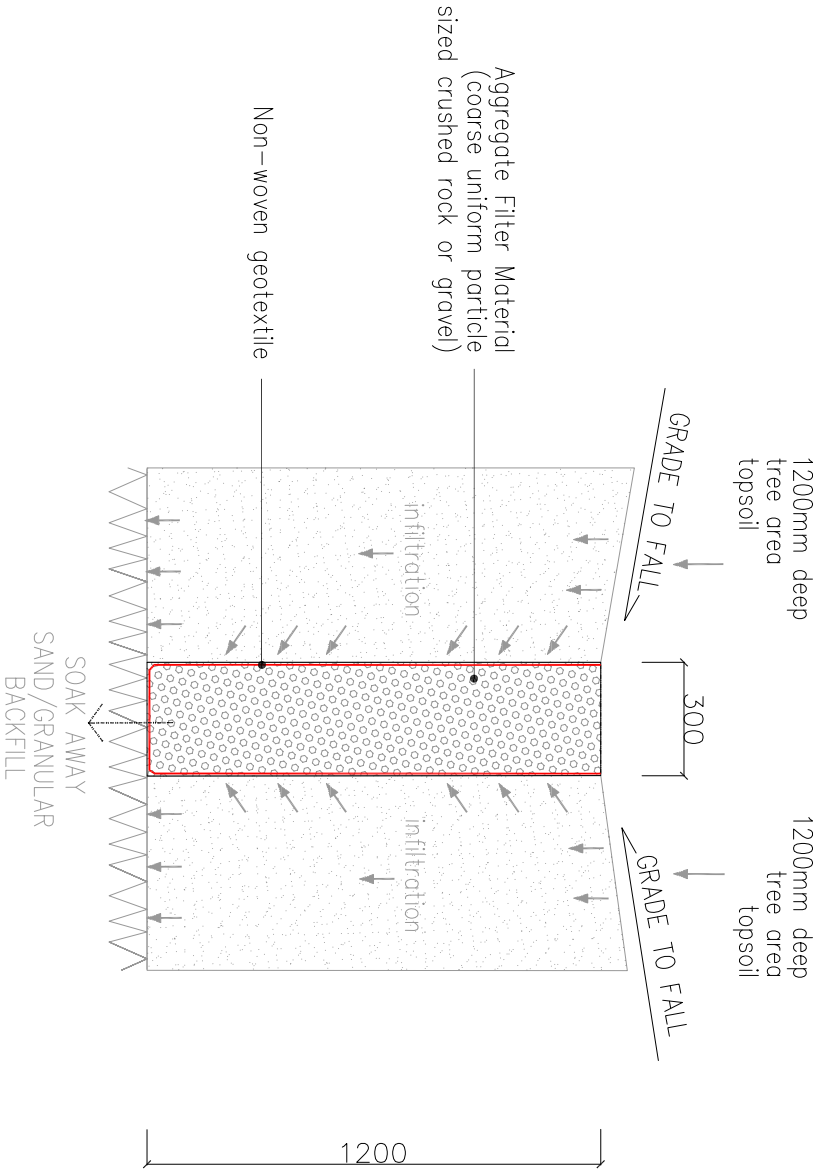 1200mm deep
tree area
topsoil
1200mm deep
tree area
topsoil
GRADE TO FALL
GRADE TO FALL
300
Aggregate Filter Material
(coarse uniform particle
sized crushed rock or gravel)
infiltration
infiltration
Non-woven geotextile
1200
SOAK AWAY
SAND/GRANULAR
BACKFILL